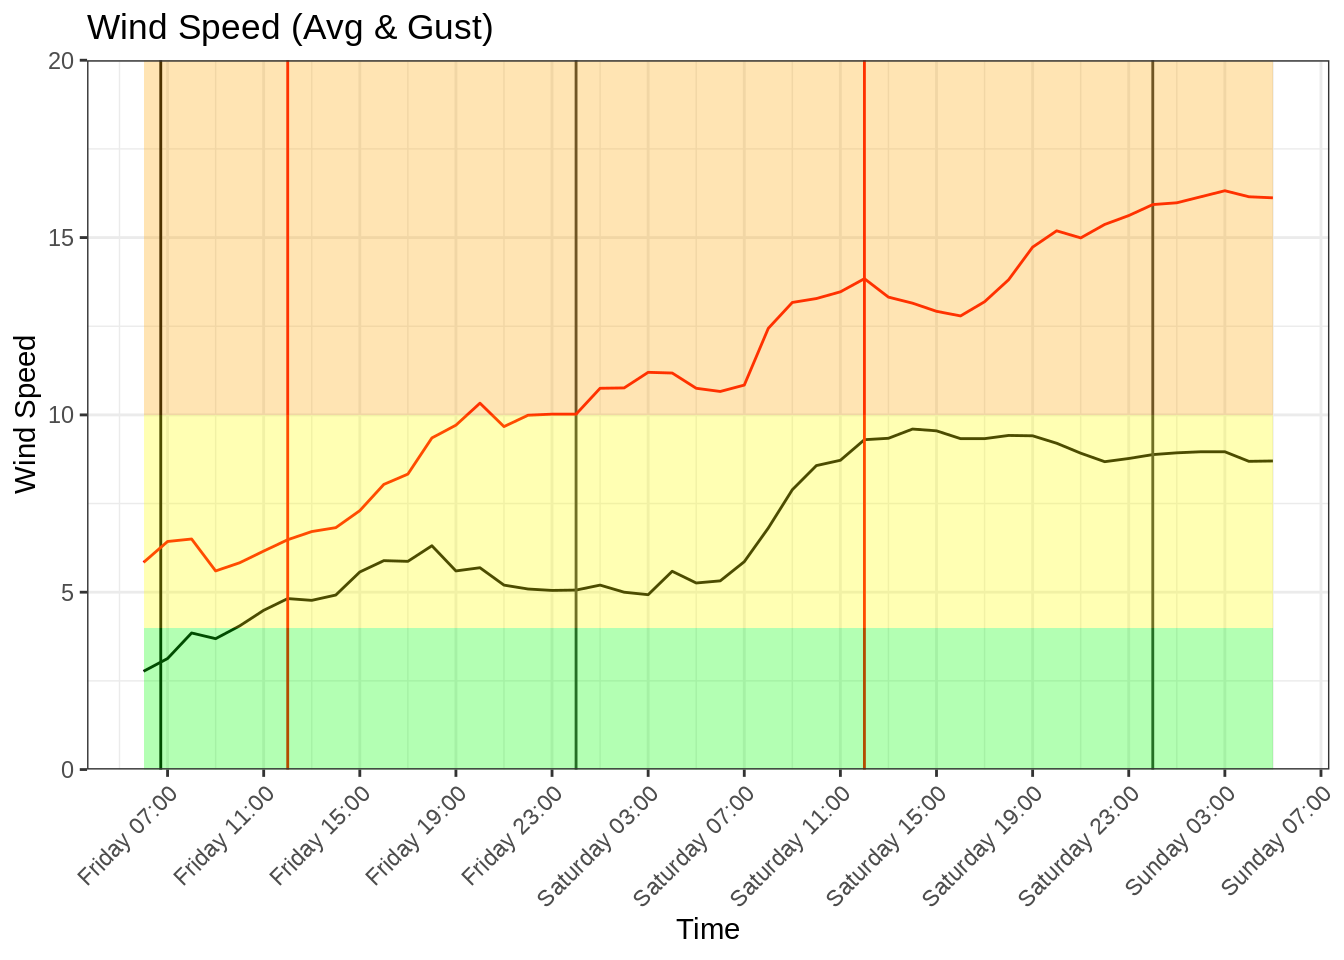 Wind Speed (Avg & Gust)
Wind Speed
20
15
10
5
0
Friday 07:00
Friday 11:00
Friday 15:00
Friday 19:00
Friday 23:00
Saturday 03:00
Saturday 07:00
Saturday 11:00
Saturday 15:00
Saturday 19:00
Saturday 23:00
Sunday 03:00
Sunday 07:00
Time